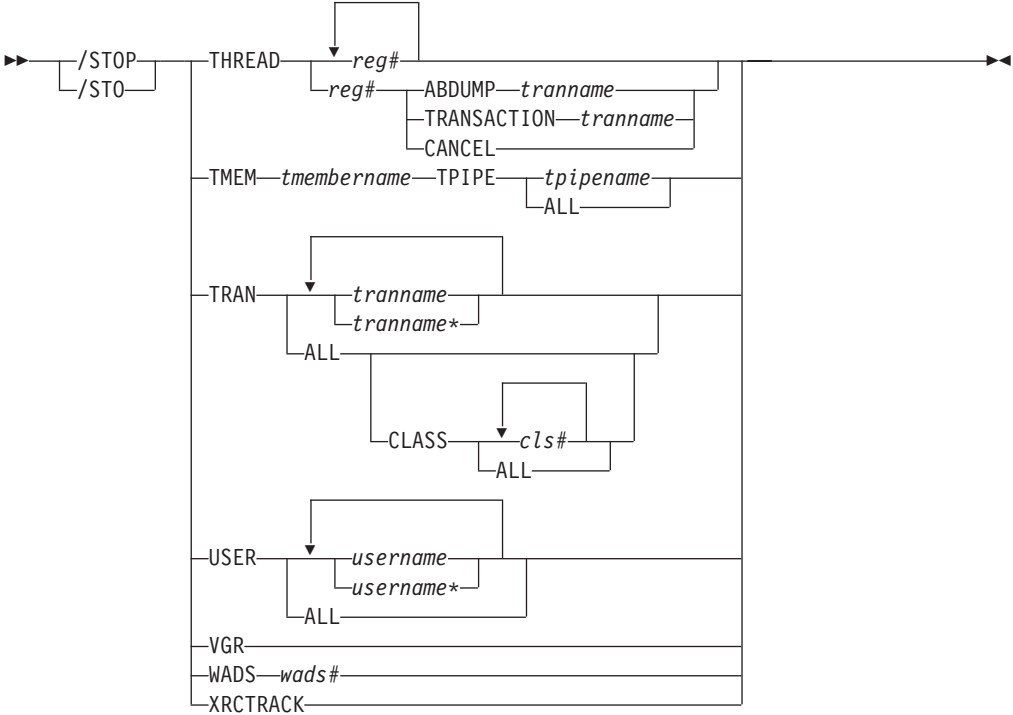 /STOP THREAD reg#
/STO reg# ABDUMP tranname
TRANSACTION tranname
CANCEL
TMEM tmembername TPIPE tpipename
ALL
TRAN tranname
tranname*
ALL
CLASS cls#
ALL
USER username
username*
ALL
VGR
WADS wads#
XRCTRACK